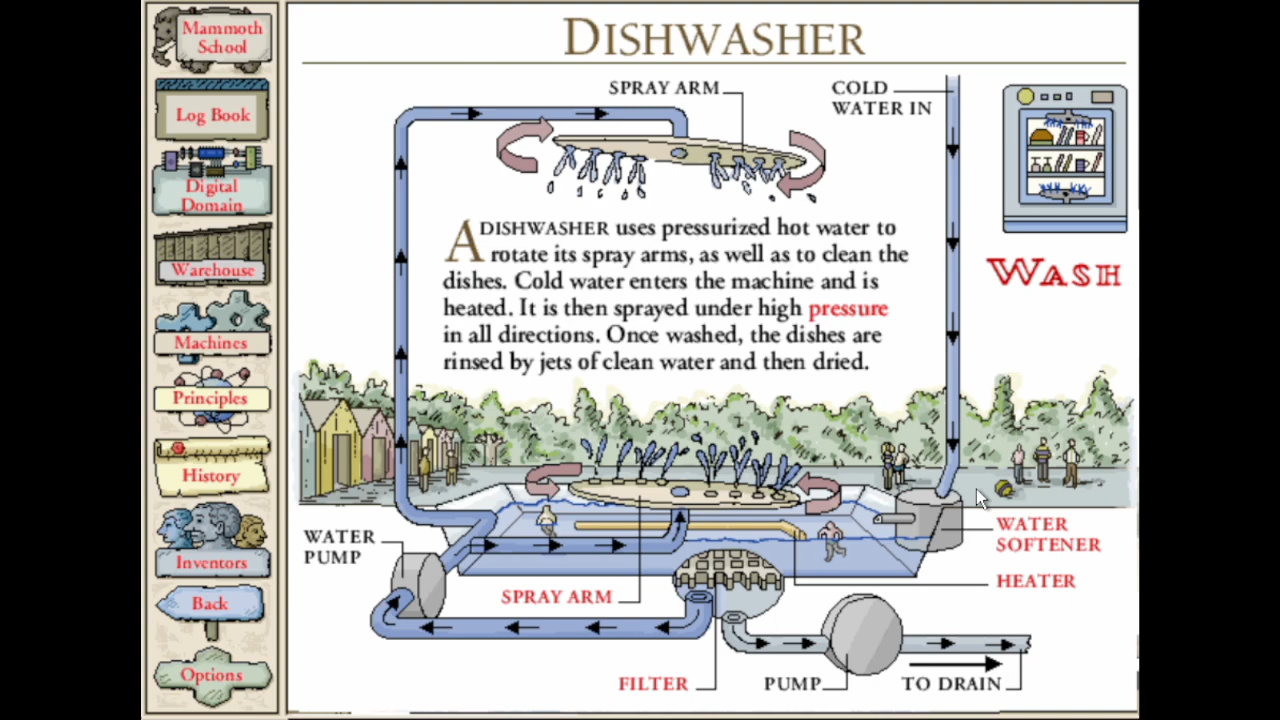 Mammoth
School
Log Book
Digital
Domain
Warehouse
Machines
Principles
History
Inventors
Back
Options
DISHWASHER
SPRAY ARM
COLD
WATER IN
A DISHWASHER uses pressurized hot water to
rotate its spray arms, as well as to clean the
dishes. Cold water enters the machine and is
heated. It is then sprayed under high pressure
in all directions. Once washed, the dishes are
rinsed by jets of clean water and then dried.
WASH
WATER
PUMP
SPRAY ARM
WATER
SOFTENER
HEATER
FILTER
PUMP
TO DRAIN